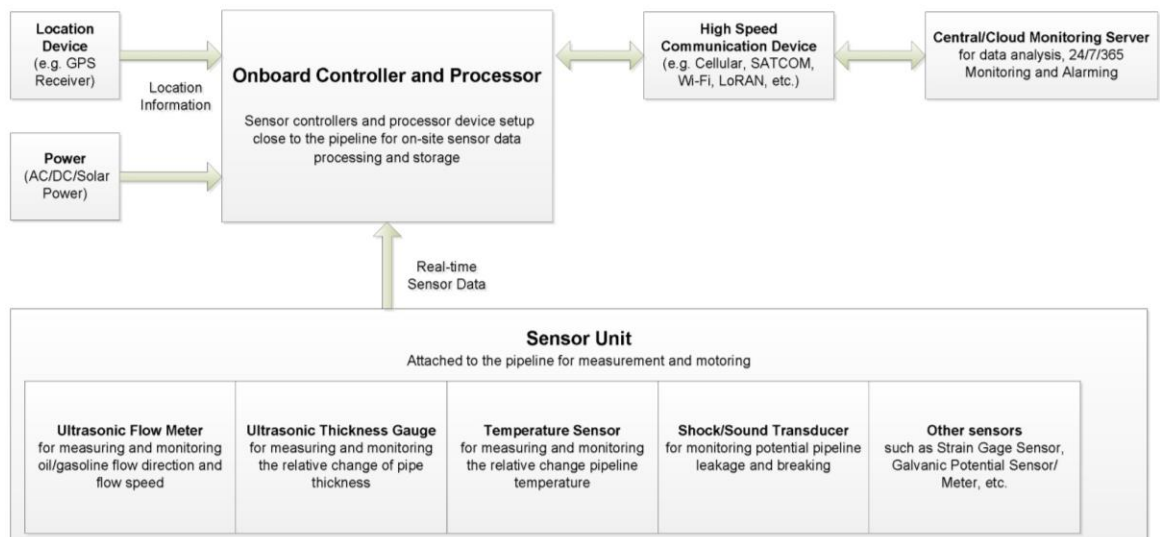 Location
Device
(e.g. GPS
Receiver)
Location
Information
Power
(AC/DC/Solar
Power)
Onboard Controller and Processor
Sensor controllers and processor device setup
close to the pipeline for on-site sensor data
processing and storage
High Speed
Communication Device
(e.g. Cellular, SATCOM,
Wi-Fi, LoRAN, etc.)
Central/Cloud Monitoring Server
for data analysis, 24/7/365
Monitoring and Alarming
Real-time
Sensor Data
Sensor Unit
Attached to the pipeline for measurement and motoring
Ultrasonic Flow Meter
for measuring and monitoring
oil/gasoline flow direction and
flow speed
Ultrasonic Thickness Gauge
for measuring and monitoring
the relative change of pipe
thickness
Temperature Sensor
for measuring and monitoring
the relative change pipeline
temperature
Shock/Sound Transducer
for monitoring potential pipeline
leakage and breaking
Other sensors
such as Strain Gage Sensor,
Galvanic Potential Sensor/
Meter, etc.